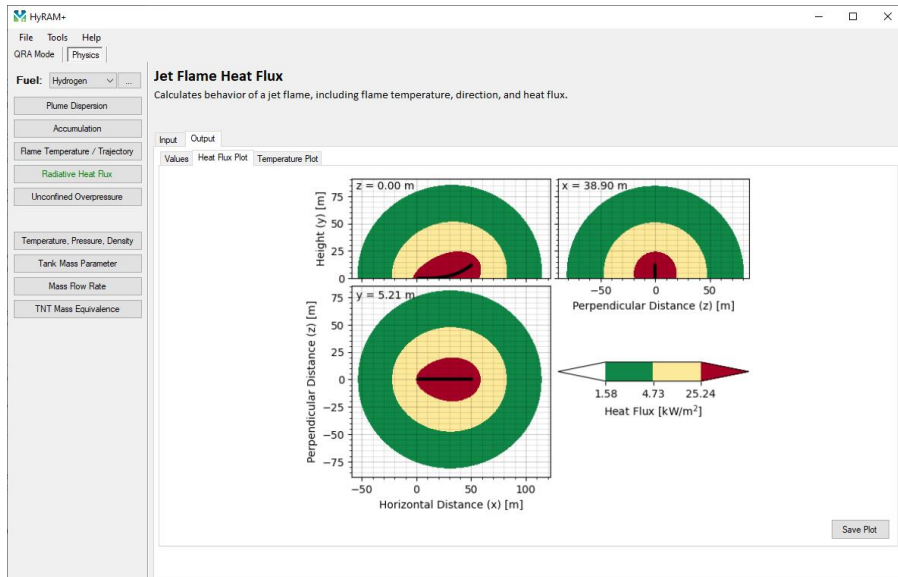 HyRAM+
File Tools Help
QRA Mode Physics
Fuel: Hydrogen ...
Plume Dispersion
Accumulation
Flame Temperature / Trajectory
Radiative Heat Flux
Unconfined Overpressure
Temperature, Pressure, Density
Tank Mass Parameter
Mass Flow Rate
TNT Mass Equivalence
Jet Flame Heat Flux
Calculates behavior of a jet flame, including flame temperature, direction, and heat flux.
Input Output
Values Heat Flux Plot Temperature Plot
z = 0.00 m
Height (y) [m]
75
50
25
0
x = 38.90 m
−50 0 50
Perpendicular Distance (z) [m]
y = 5.21 m
Perpendicular Distance (z) [m]
75
50
25
0
−25
−50
−75
−50 0 50 100
Horizontal Distance (x) [m]
1.58 4.73 25.24
Heat Flux [kW/m²]
Save Plot